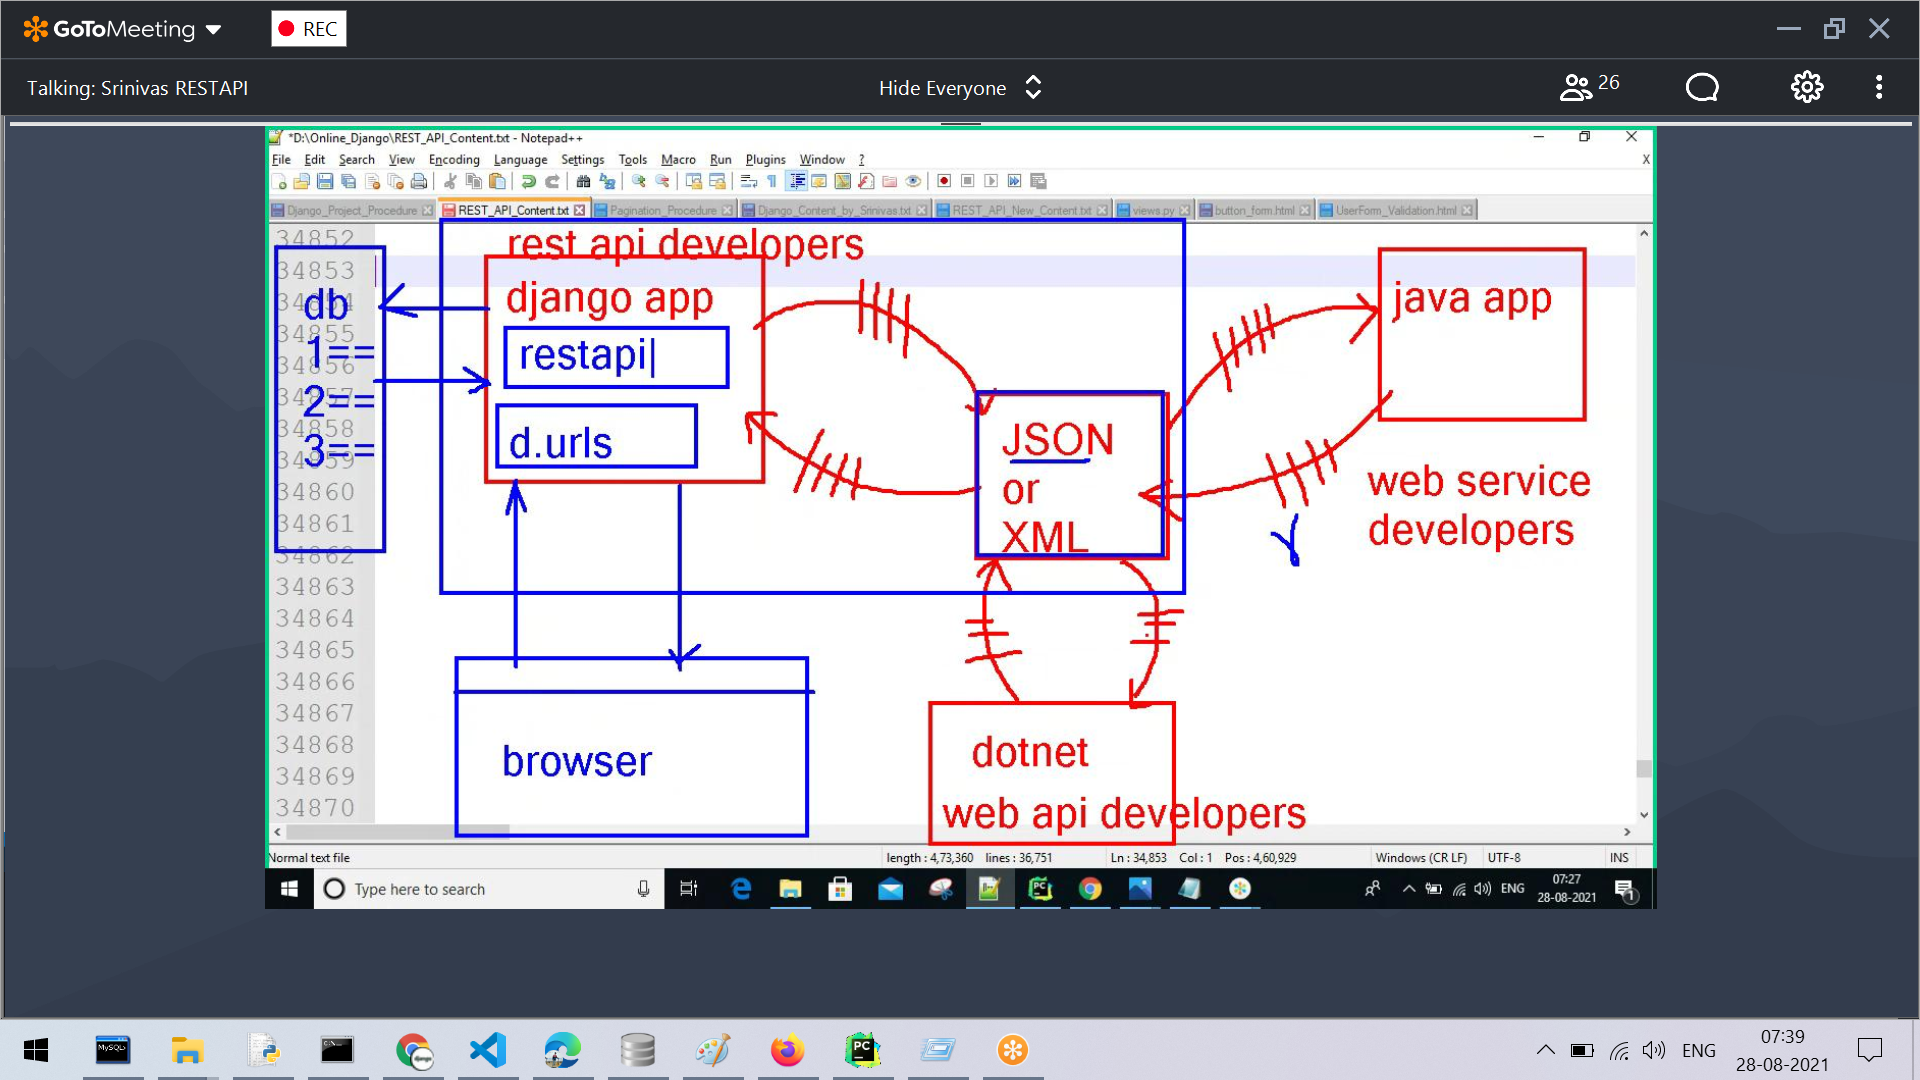 GoToMeeting
REC
Talking: Srinivas RESTAPI
Hide Everyone
26
*D:\Online_Django\REST_API_Content.txt - Notepad++
File Edit Search View Encoding Language Settings Tools Macro Run Plugins Window ?
X
Django_Project_Procedure REST_API_Content.txt Pagination_Procedure Django_Content_by_Srinivas.txt REST_API_New_Content.txt views.py button_form.html UserForm_Validation.html
34852
34853
34854
34855
34856
34857
34858
34859
34860
34861
34862
34863
34864
34865
34866
34867
34868
34869
34870
rest api developers
db
1==
2==
3==
django app
restapi|
d.urls
JSON
or
XML
java app
web service
developers
browser
dotnet
web api developers
Normal text file
length : 4,73,360 lines : 36,751
Ln : 34,853 Col : 1 Pos : 4,60,929
Windows (CR LF)
UTF-8
INS
Type here to search
ENG
07:27
28-08-2021
1
MySQL
django
PC
ENG
07:39
28-08-2021